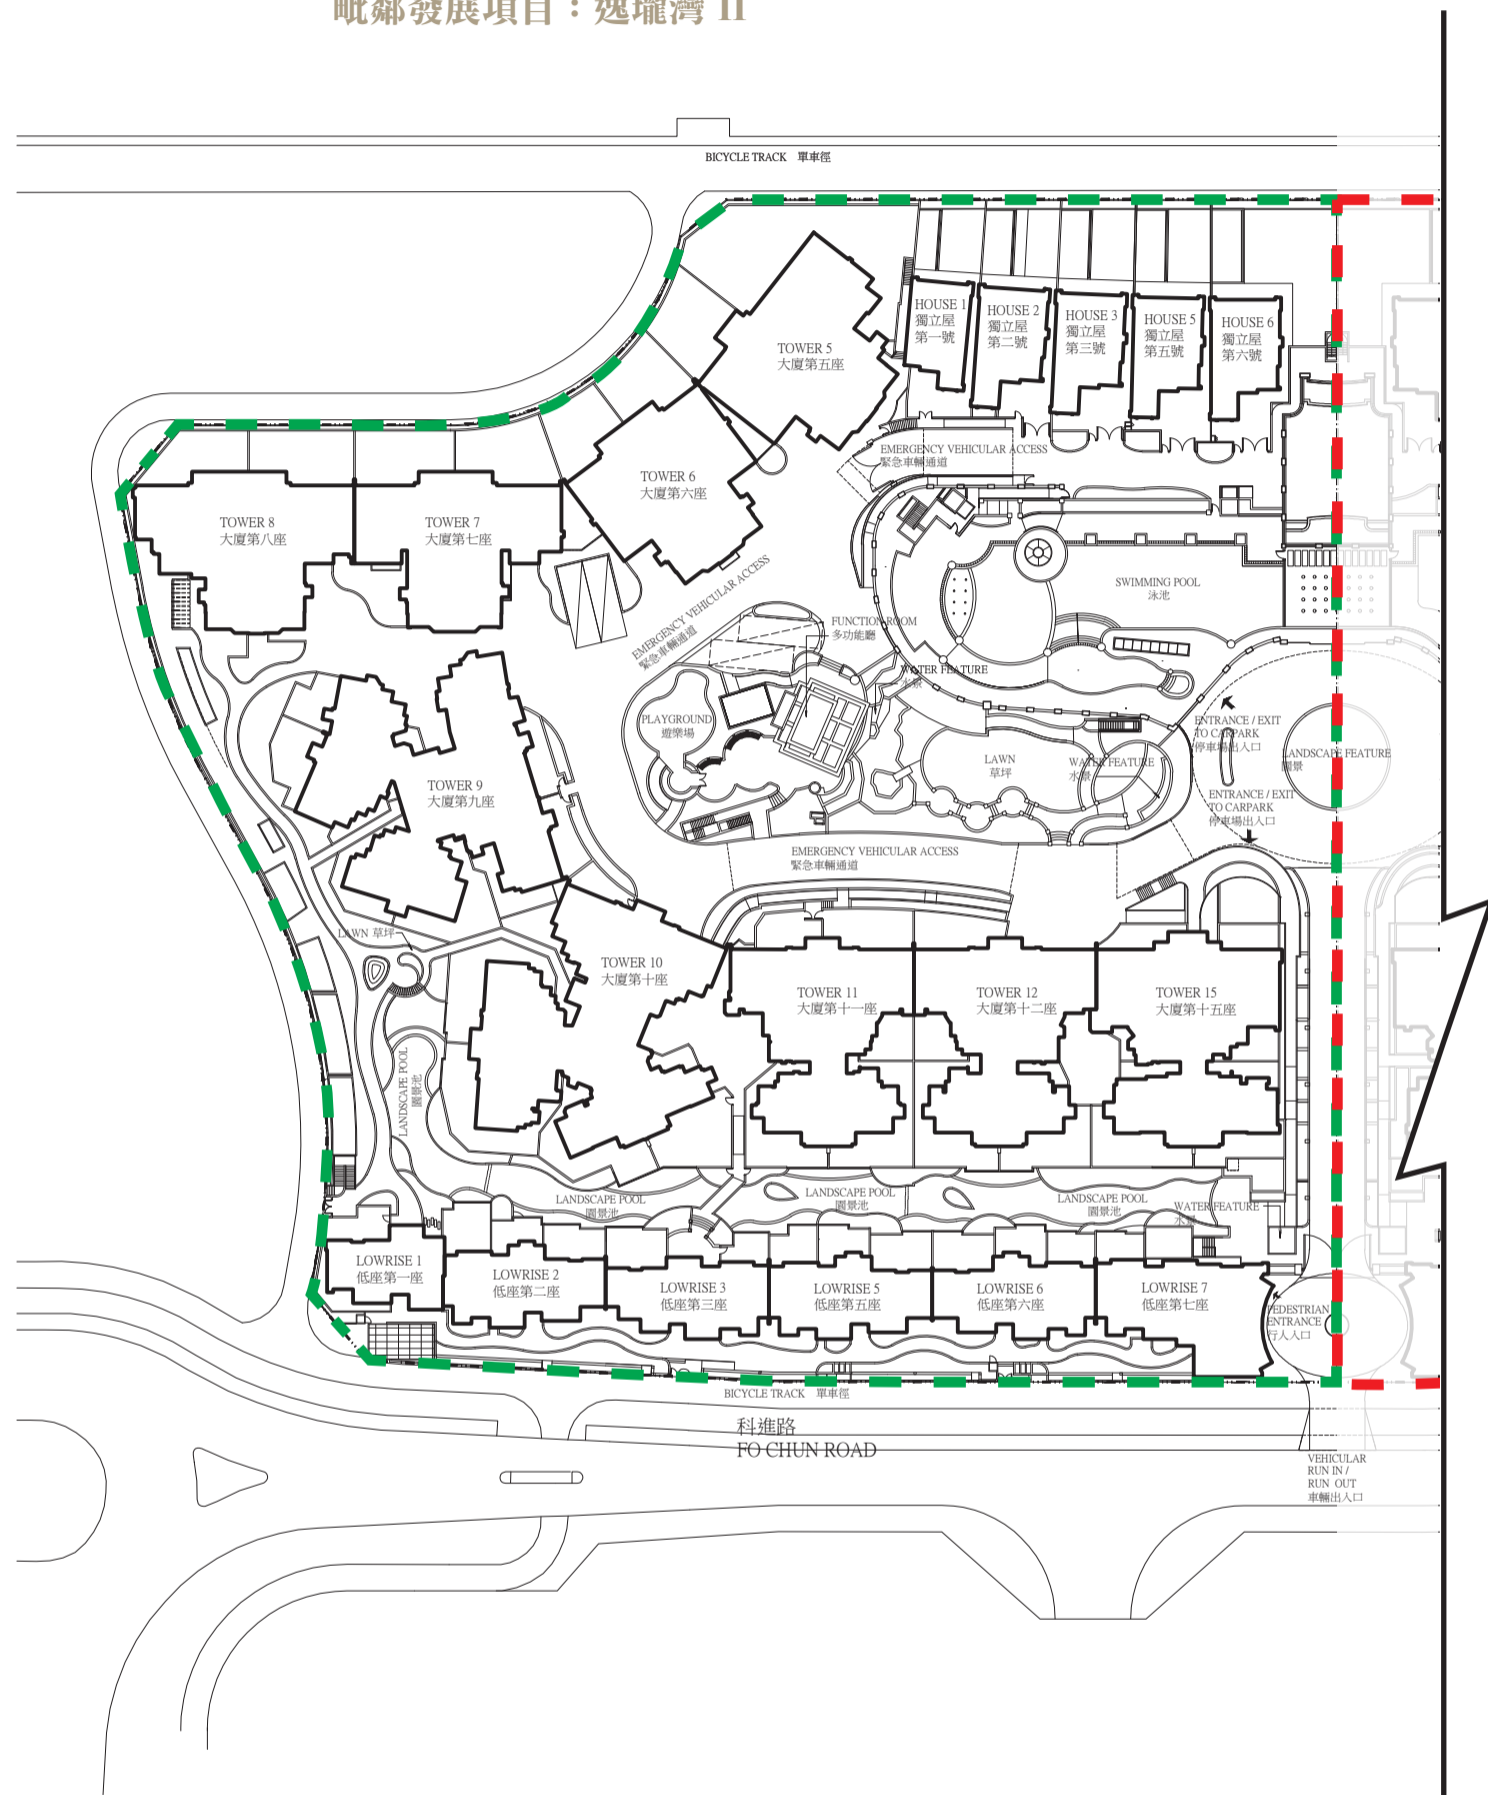 毗鄰發展項目：逸瓏灣 II
BICYCLE TRACK 單車徑
HOUSE 1
獨立屋
第一號
HOUSE 2
獨立屋
第二號
HOUSE 3
獨立屋
第三號
HOUSE 5
獨立屋
第五號
HOUSE 6
獨立屋
第六號
TOWER 5
大廈第五座
EMERGENCY VEHICULAR ACCESS
緊急車輛通道
TOWER 6
大廈第六座
TOWER 8
大廈第八座
TOWER 7
大廈第七座
EMERGENCY VEHICULAR ACCESS
緊急車輛通道
SWIMMING POOL
泳池
FUNCTION ROOM
多功能廳
WATER FEATURE
水景
PLAYGROUND
遊樂場
ENTRANCE / EXIT
TO CARPARK
停車場出入口
LANDSCAPE FEATURE
園景
LAWN
草坪
WATER FEATURE
水景
TOWER 9
大廈第九座
ENTRANCE / EXIT
TO CARPARK
停車場出入口
EMERGENCY VEHICULAR ACCESS
緊急車輛通道
LAWN 草坪
TOWER 10
大廈第十座
TOWER 11
大廈第十一座
TOWER 12
大廈第十二座
TOWER 15
大廈第十五座
LANDSCAPE POOL
園景池
LANDSCAPE POOL
園景池
LANDSCAPE POOL
園景池
LANDSCAPE POOL
園景池
WATER FEATURE
水景
LOWRISE 1
低座第一座
LOWRISE 2
低座第二座
LOWRISE 3
低座第三座
LOWRISE 5
低座第五座
LOWRISE 6
低座第六座
LOWRISE 7
低座第七座
PEDESTRIAN
ENTRANCE
行人入口
BICYCLE TRACK 單車徑
科進路
FO CHUN ROAD
VEHICULAR
RUN IN /
RUN OUT
車輛出入口